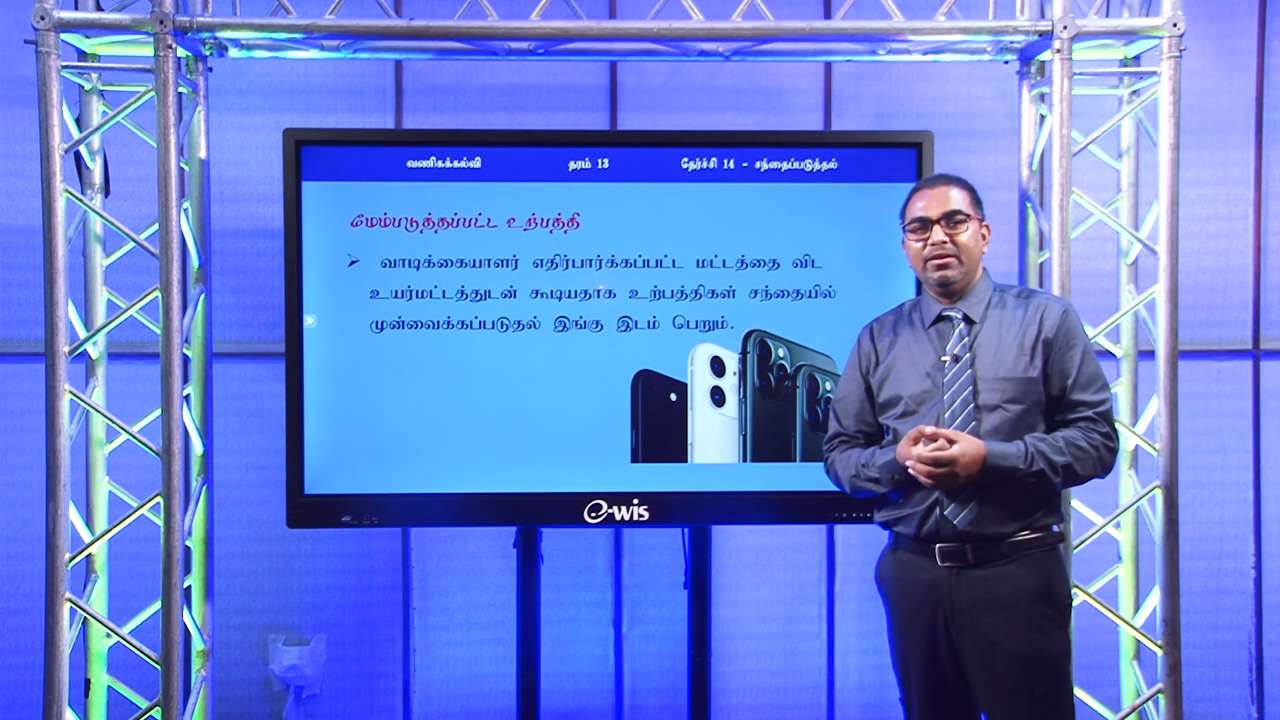 வணிகக்கல்வி தரம் 13 தேர்ச்சி 14 - சந்தைப்படுத்தல்
மேம்படுத்தப்பட்ட உற்பத்தி
வாடிக்கையாளர் எதிர்பார்க்கப்பட்ட மட்டத்தை விட
உயர்மட்டத்துடன் கூடியதாக உற்பத்திகள் சந்தையில்
முன்வைக்கப்படுதல் இங்கு இடம் பெறும்.
e-wis